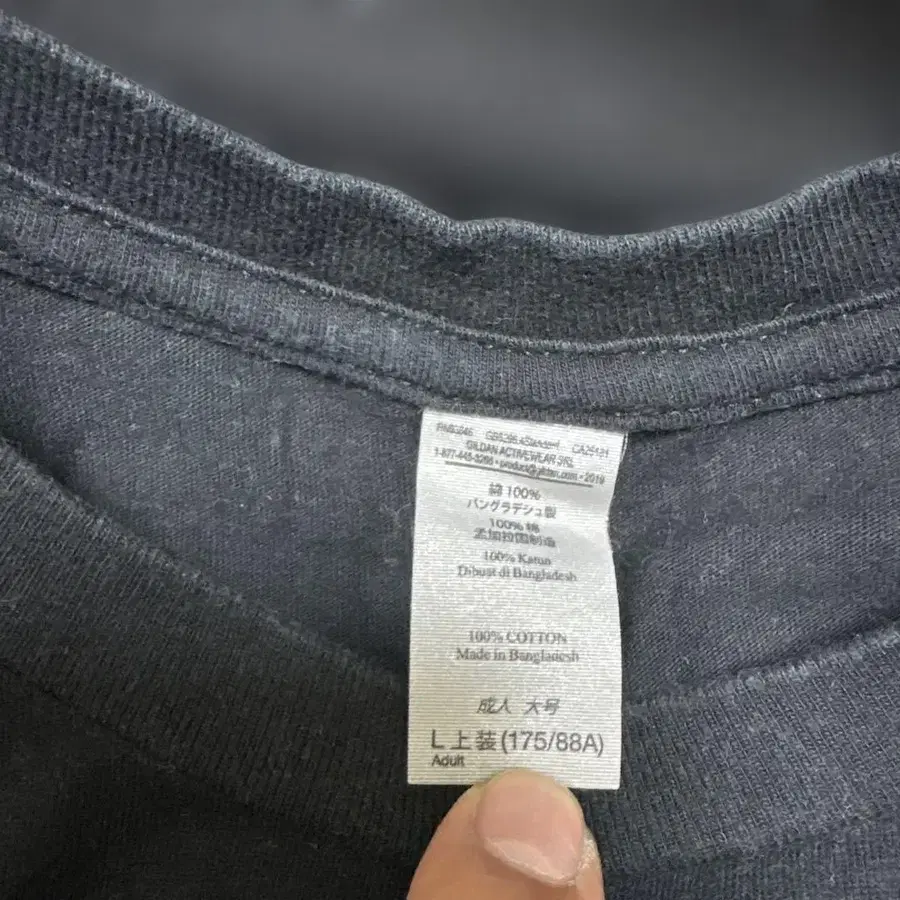 GILDAN ACTIVEWEAR SRL
2019
綿 100%
バングラデシュ製
100% 棉
孟加拉国制造
100% Katun
Dibuat di Bangladesh
100% COTTON
Made in Bangladesh
成人 大号
L 上装(175/88A)
Adult